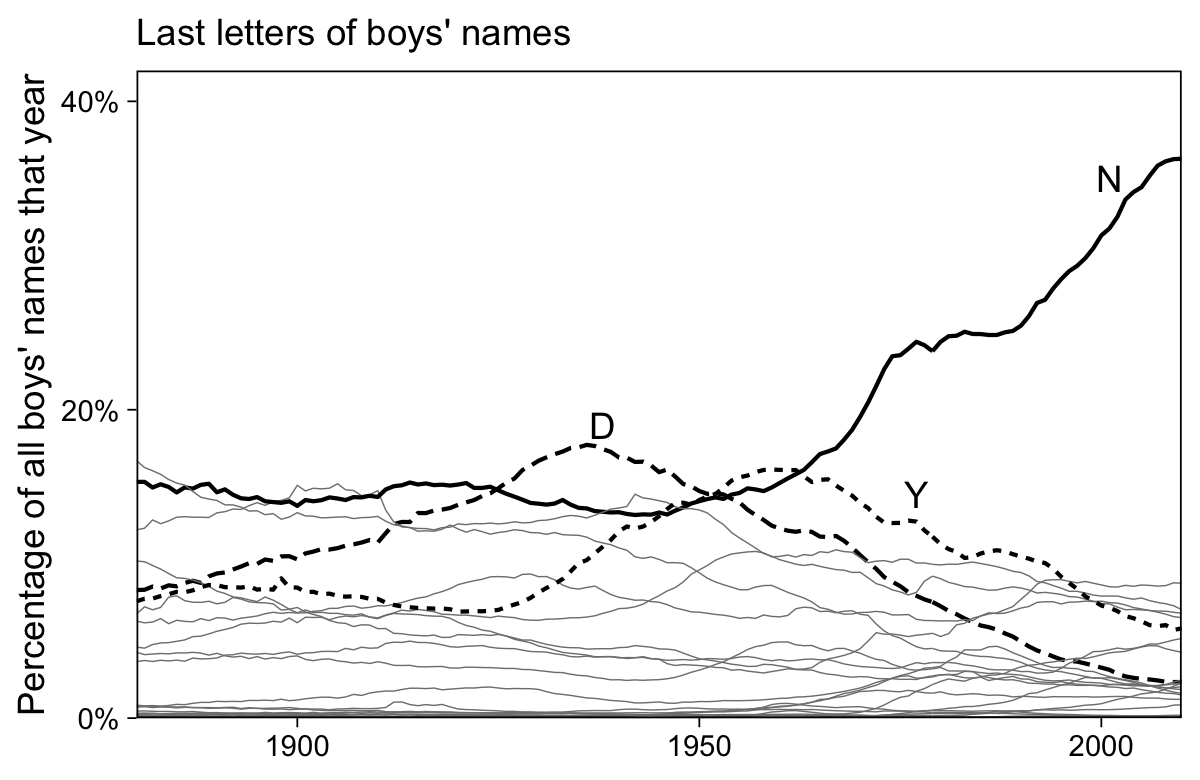 Last letters of boys' names
Percentage of all boys' names that year
40%
20%
0%
N
D
Y
1900
1950
2000